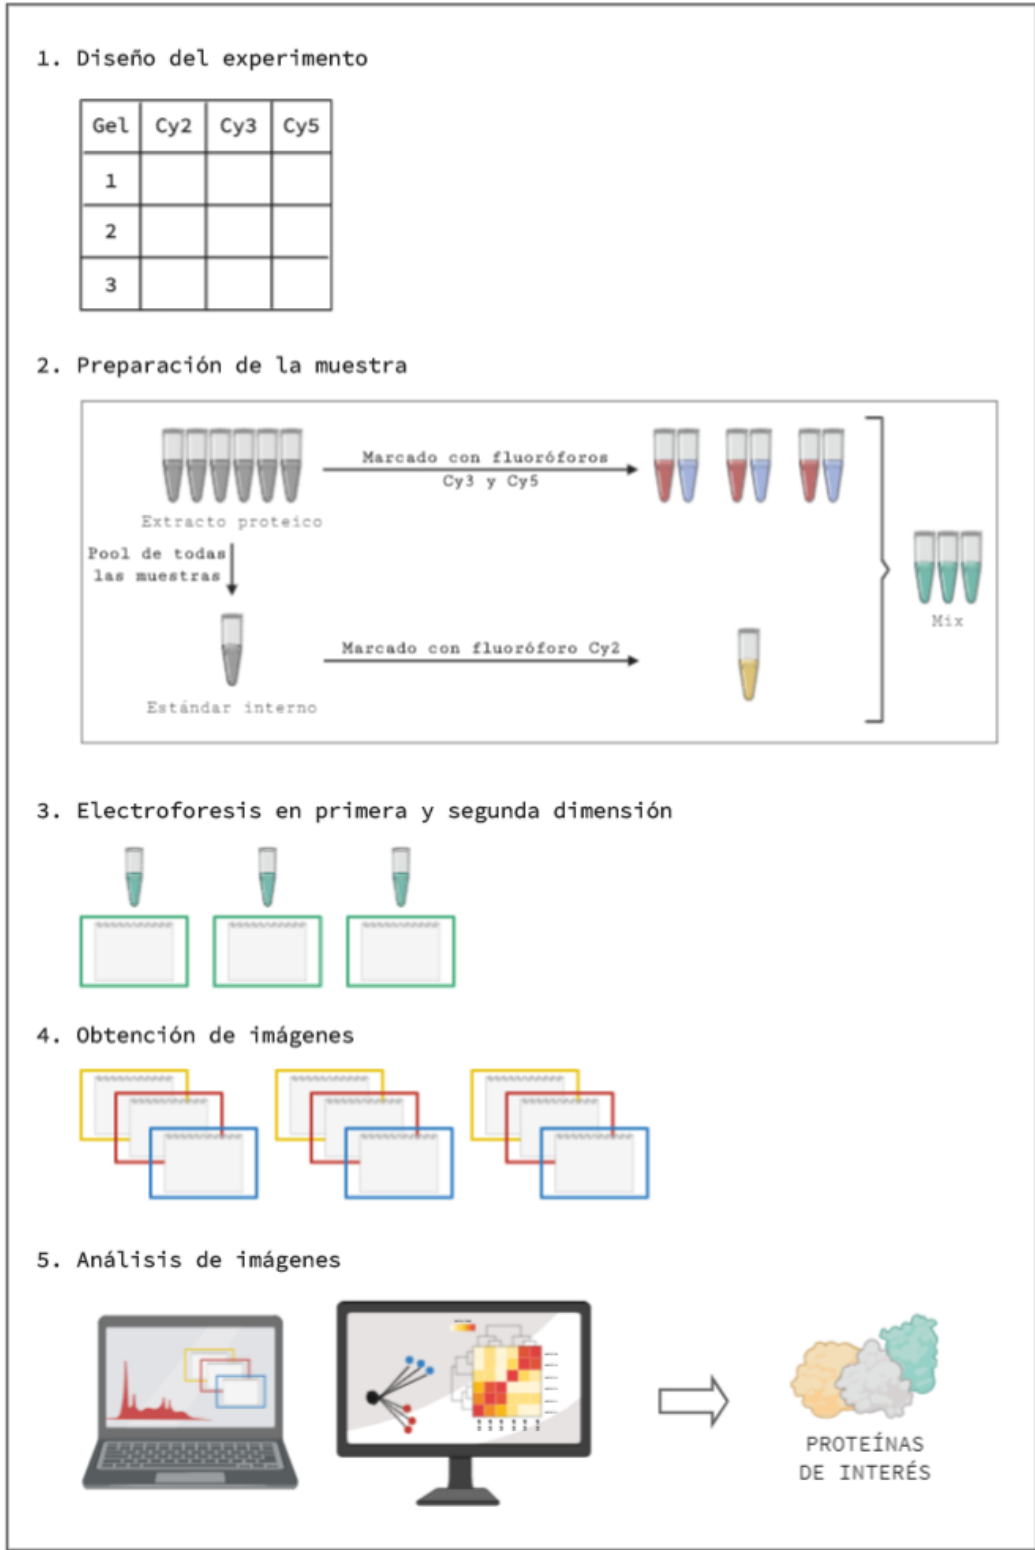 1. Diseño del experimento
Gel Cy2 Cy3 Cy5
1
2
3
2. Preparación de la muestra
Marcado con fluoróforos
Cy3 y Cy5
Extracto proteico
Pool de todas
las muestras
Mix
Marcado con fluoróforo Cy2
Estándar interno
3. Electroforesis en primera y segunda dimensión
4. Obtención de imágenes
5. Análisis de imágenes
PROTEÍNAS
DE INTERÉS